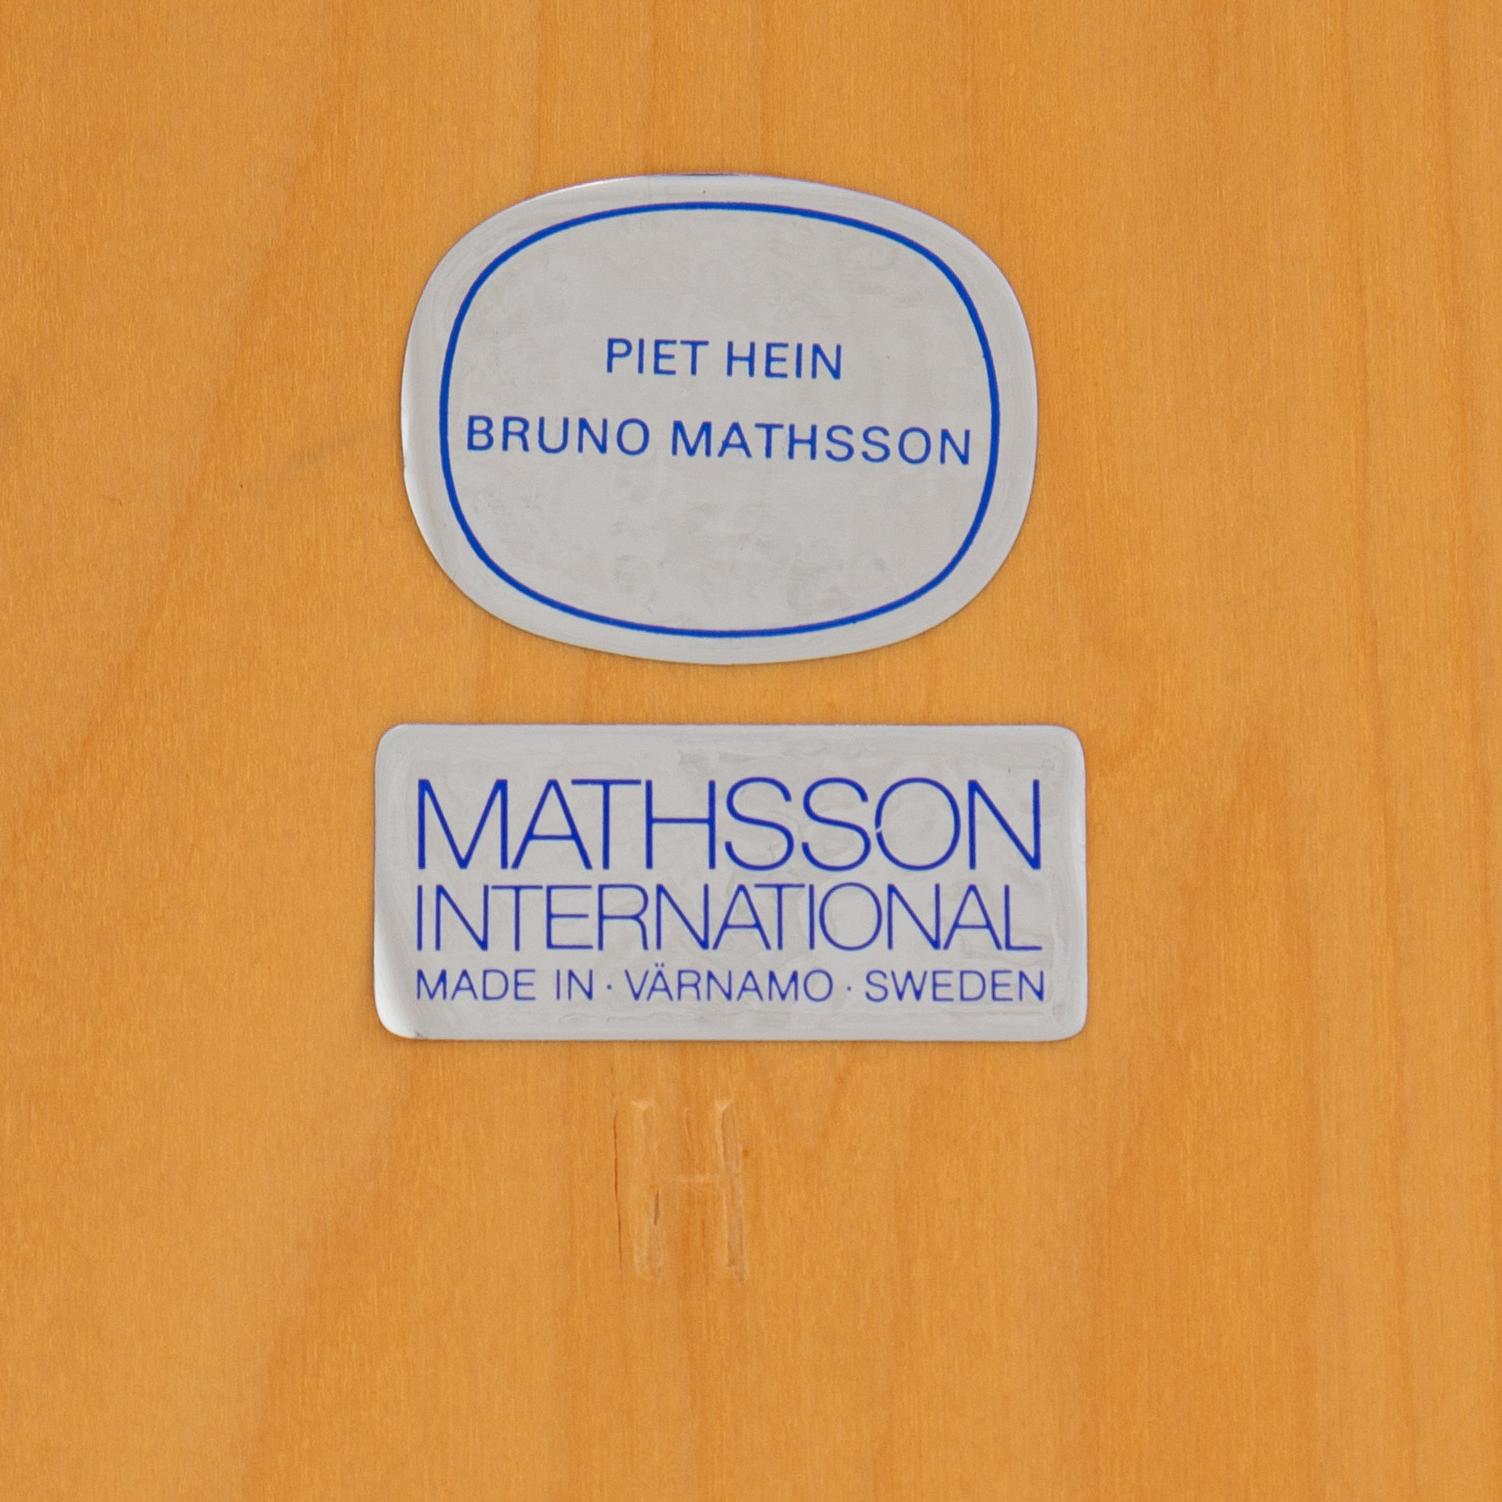 PIET HEIN
BRUNO MATHSSON
MATHSSON
INTERNATIONAL
MADE IN · VÄRNAMO · SWEDEN
H